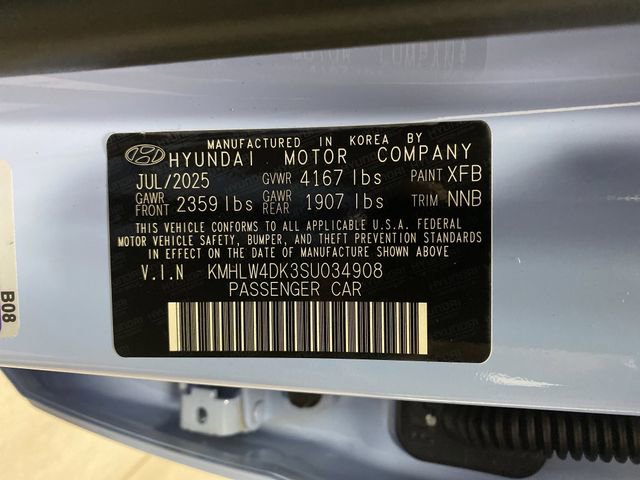 MANUFACTURED IN KOREA BY
HYUNDAI MOTOR COMPANY
JUL/2025 GVWR 4167 lbs PAINT XFB
GAWR FRONT 2359 lbs GAWR REAR 1907 lbs TRIM NNB
THIS VEHICLE CONFORMS TO ALL APPLICABLE U.S.A. FEDERAL
MOTOR VEHICLE SAFETY, BUMPER, AND THEFT PREVENTION STANDARDS
IN EFFECT ON THE DATE OF MANUFACTURE SHOWN ABOVE
V.I.N KMHLW4DK3SU034908
PASSENGER CAR
B08